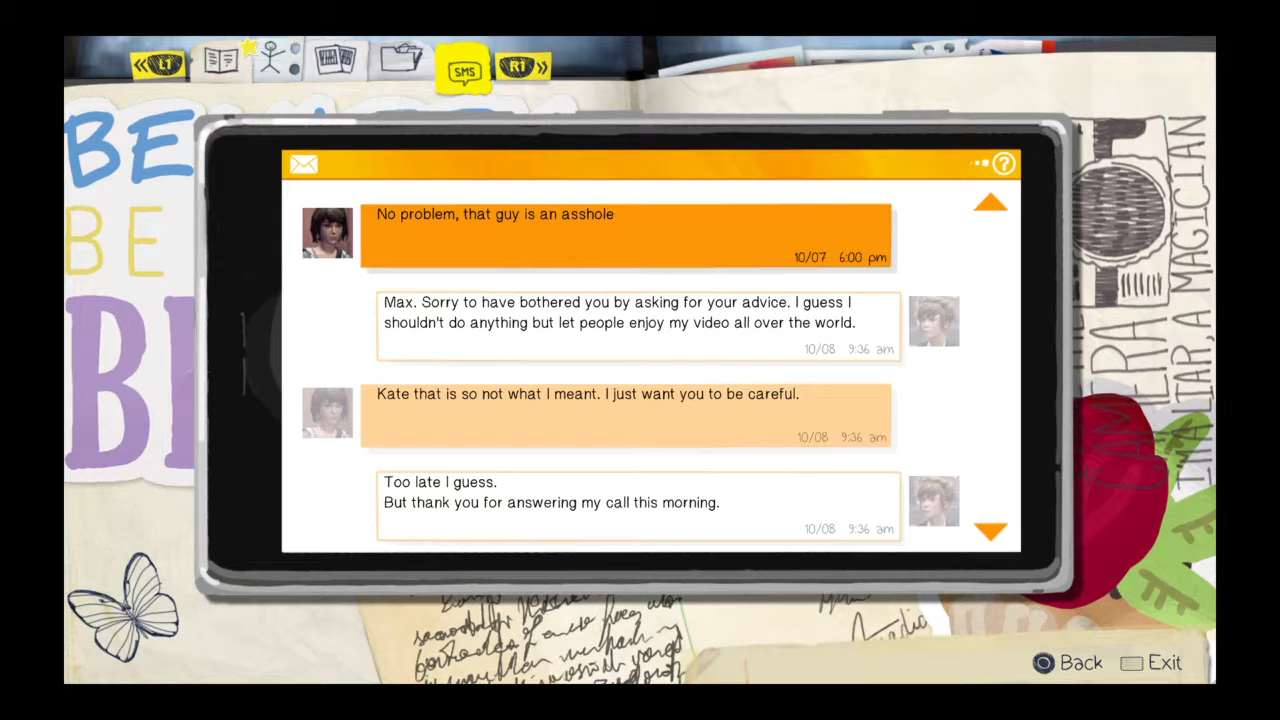 LT
SMS
R1
No problem, that guy is an asshole
10/07 6:00 pm
Max. Sorry to have bothered you by asking for your advice. I guess I
shouldn't do anything but let people enjoy my video all over the world.
10/08 9:36 am
Kate that is so not what I meant. I just want you to be careful.
10/08 9:36 am
Too late I guess.
But thank you for answering my call this morning.
10/08 9:36 am
BE
BE
A MAGICIAN
Back
Exit